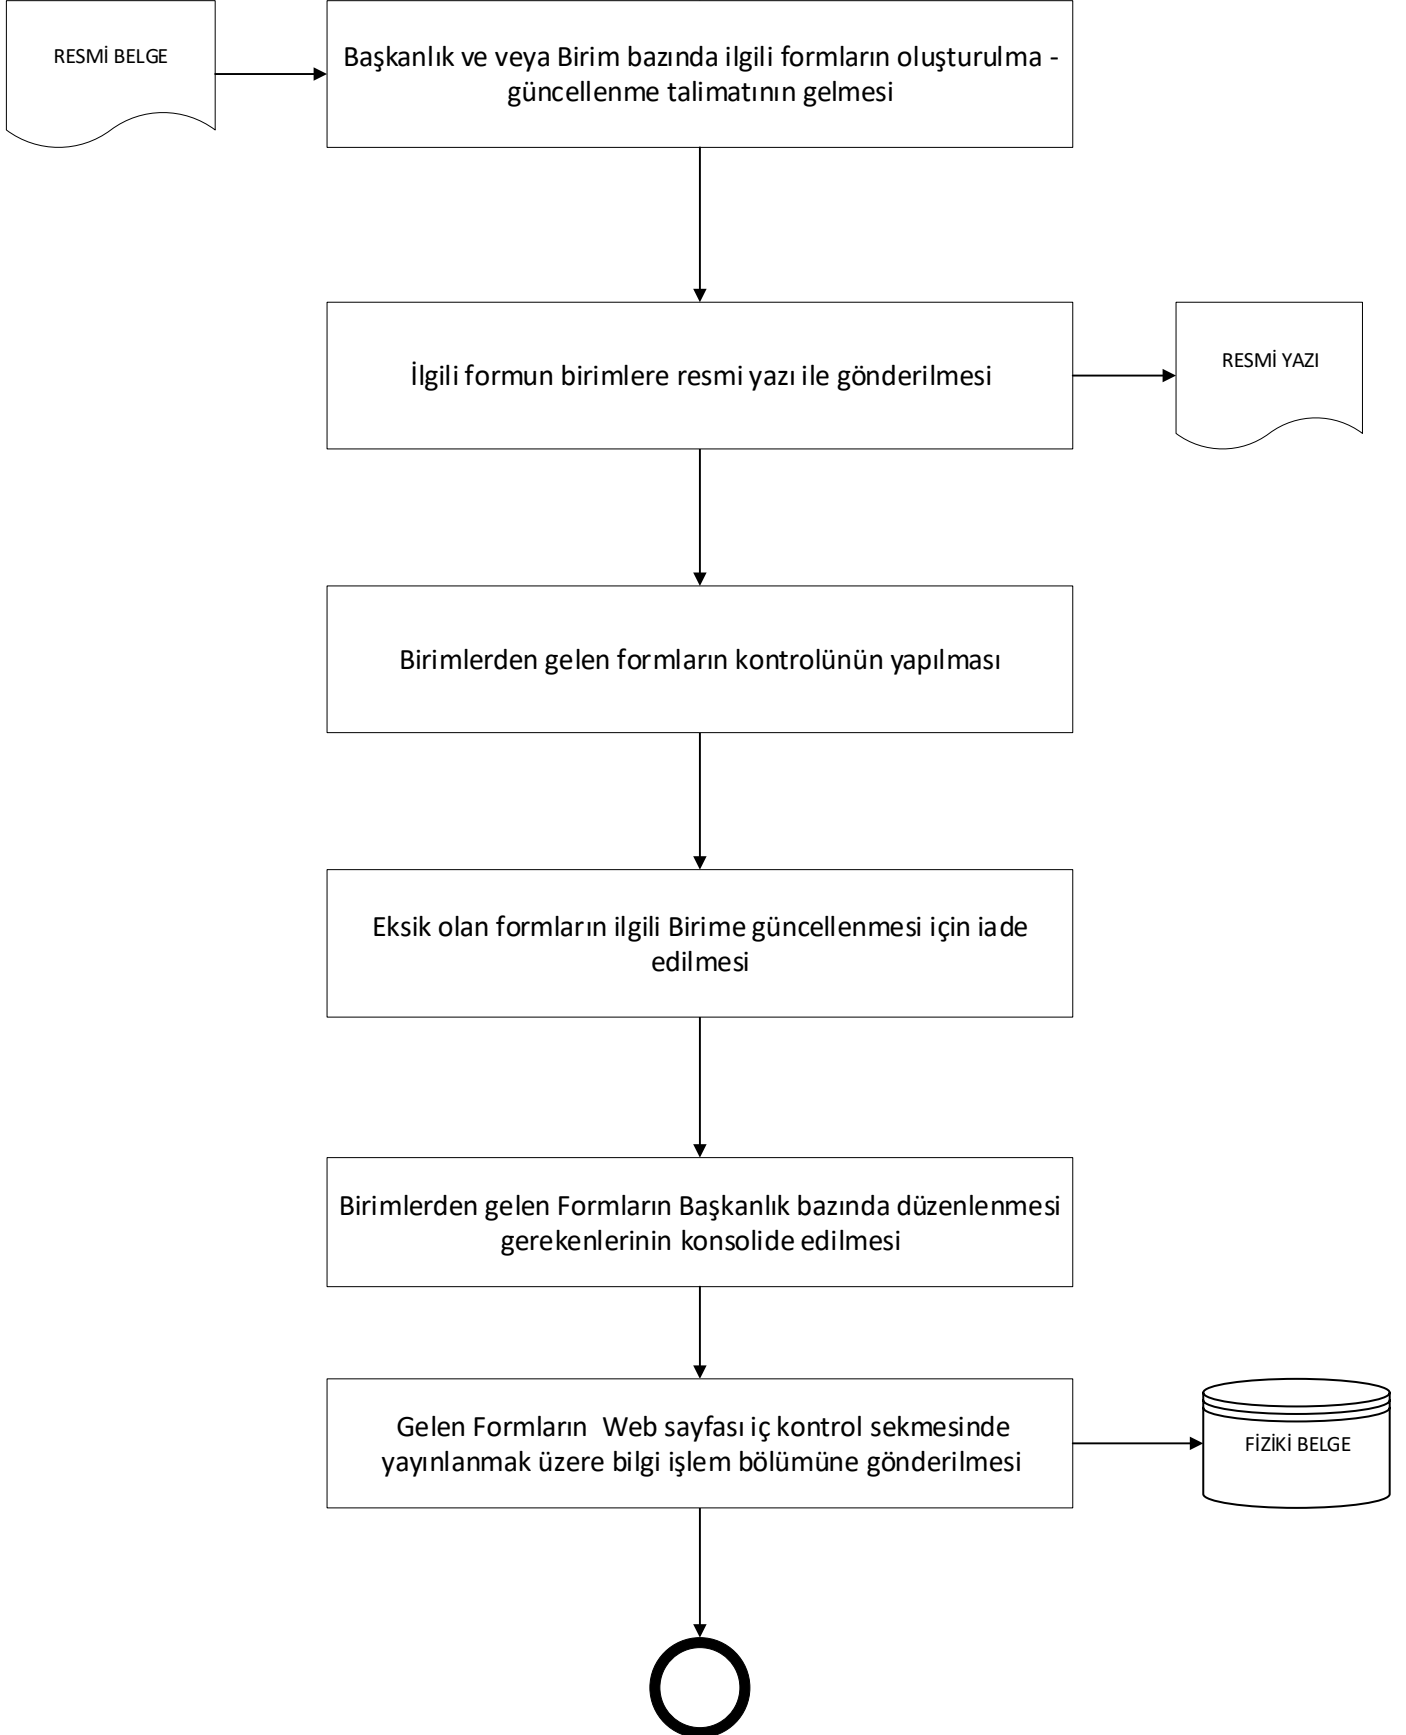 RESMİ BELGE
Başkanlık ve veya Birim bazında ilgili formların oluşturulma -
güncellenme talimatının gelmesi
İlgili formun birimlere resmi yazı ile gönderilmesi
RESMİ YAZI
Birimlerden gelen formların kontrolünün yapılması
Eksik olan formların ilgili Birime güncellenmesi için iade
edilmesi
Birimlerden gelen Formların Başkanlık bazında düzenlenmesi
gerekenlerinin konsolide edilmesi
Gelen Formların Web sayfası iç kontrol sekmesinde
yayınlanmak üzere bilgi işlem bölümüne gönderilmesi
FİZİKİ BELGE